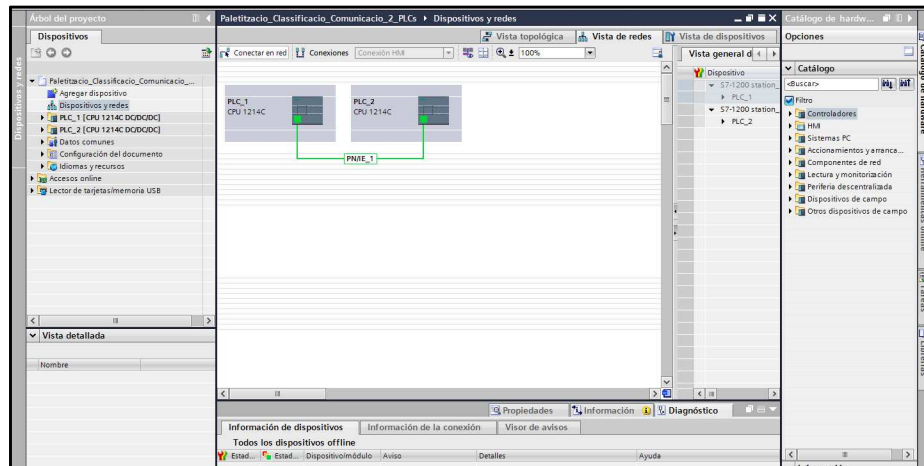 Árbol del proyecto
Dispositivos
Dispositivos y redes
Paletitzacio_Classificacio_Comunicacio_...
Agregar dispositivo
Dispositivos y redes
PLC_1 [CPU 1214C DC/DC/DC]
PLC_2 [CPU 1214C DC/DC/DC]
Datos comunes
Configuración del documento
Idiomas y recursos
Accesos online
Lector de tarjetas/memoria USB
Vista detallada
Nombre
Paletitzacio_Classificacio_Comunicacio_2_PLCs ▸ Dispositivos y redes
Vista topológica
Vista de redes
Vista de dispositivos
Conectar en red
Conexiones
Conexión HMI
100%
PLC_1
CPU 1214C
PLC_2
CPU 1214C
PN/IE_1
Vista general d
Dispositivo
S7-1200 station_
PLC_1
S7-1200 station_
PLC_2
Propiedades
Información
Diagnóstico
Información de dispositivos
Información de la conexión
Visor de avisos
Todos los dispositivos offline
Estad...
Estad...
Dispositivo/módulo
Aviso
Detalles
Ayuda
Catálogo de hardw...
Opciones
Catálogo
<Buscar>
Filtro
Controladores
HMI
Sistemas PC
Accionamientos y arranca...
Componentes de red
Lectura y monitorización
Periferia descentralizada
Dispositivos de campo
Otros dispositivos de campo